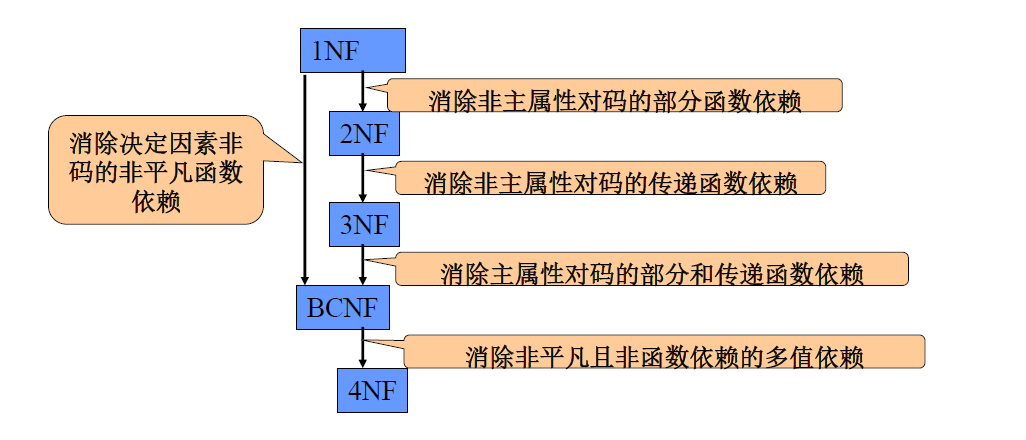 1NF
消除非主属性对码的部分函数依赖
消除决定因素非
码的非平凡函数
依赖
2NF
消除非主属性对码的传递函数依赖
3NF
消除主属性对码的部分和传递函数依赖
BCNF
消除非平凡且非函数依赖的多值依赖
4NF